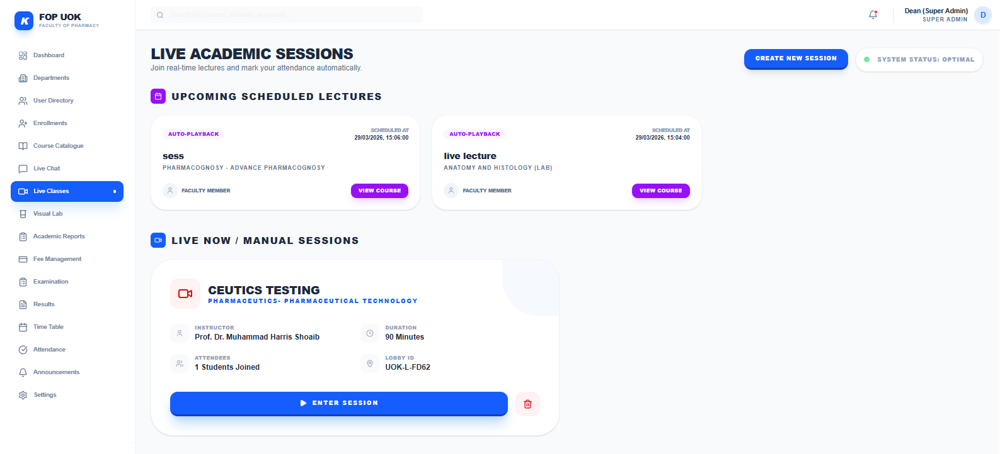 K
FOP UOK
FACULTY OF PHARMACY
Dashboard
Departments
User Directory
Enrollments
Course Catalogue
Live Chat
Live Classes
Visual Lab
Academic Reports
Fee Management
Examination
Results
Time Table
Attendance
Announcements
Settings
Search for courses, students, or reports...
Dean (Super Admin)
SUPER ADMIN
D
LIVE ACADEMIC SESSIONS
Join real-time lectures and mark your attendance automatically.
CREATE NEW SESSION
SYSTEM STATUS: OPTIMAL
UPCOMING SCHEDULED LECTURES
AUTO-PLAYBACK
SCHEDULED AT
29/03/2026, 15:06:00
sess
PHARMACOGNOSY - ADVANCE PHARMACOGNOSY
FACULTY MEMBER
VIEW COURSE
AUTO-PLAYBACK
SCHEDULED AT
29/03/2026, 15:04:00
live lecture
ANATOMY AND HISTOLOGY (LAB)
FACULTY MEMBER
VIEW COURSE
LIVE NOW / MANUAL SESSIONS
CEUTICS TESTING
PHARMACEUTICS- PHARMACEUTICAL TECHNOLOGY
INSTRUCTOR
Prof. Dr. Muhammad Harris Shoaib
DURATION
90 Minutes
ATTENDEES
1 Students Joined
LOBBY ID
UOK-L-FD62
ENTER SESSION